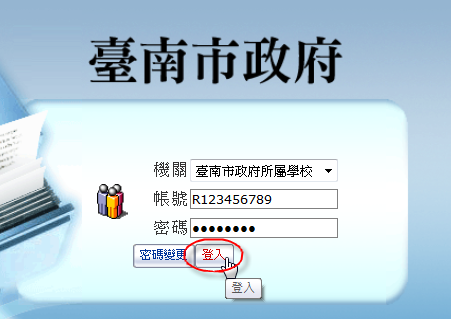 臺南市政府
機關 臺南市政府所屬學校
帳號 R123456789
密碼 ●●●●●●●●
密碼變更 登入
登入